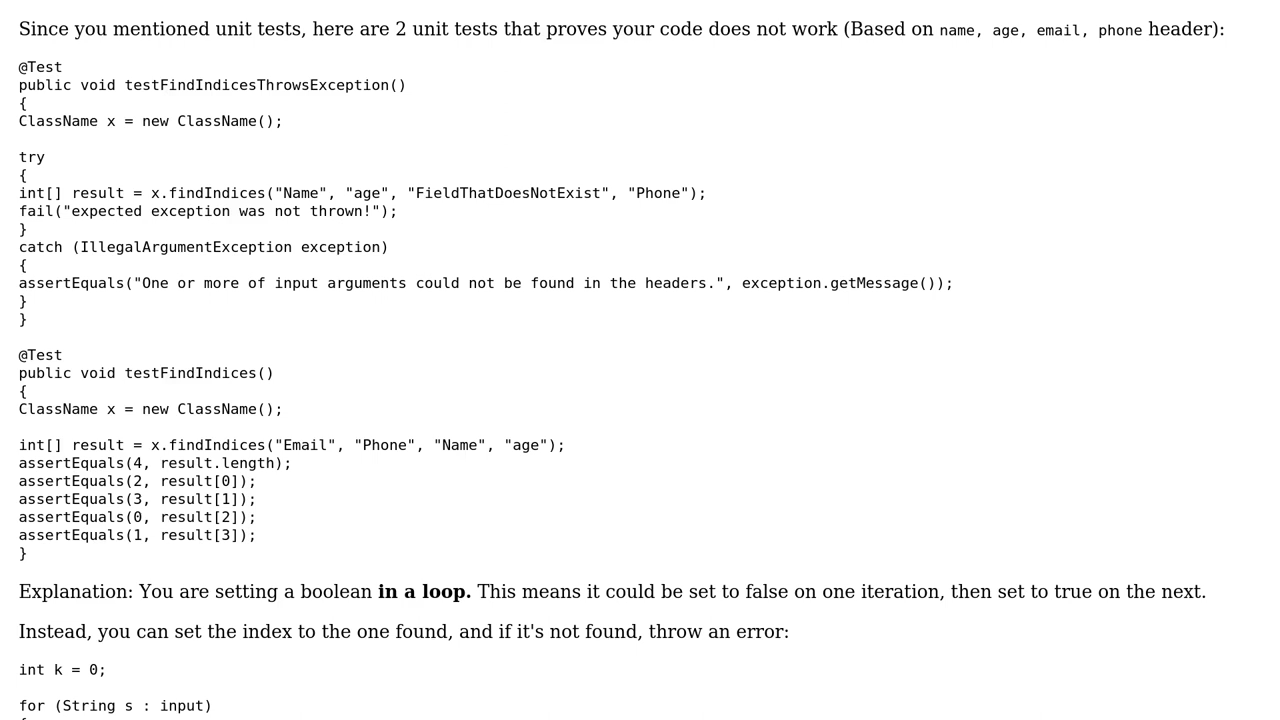 Since you mentioned unit tests, here are 2 unit tests that proves your code does not work (Based on name, age, email, phone header):
@Test
public void testFindIndicesThrowsException()
{
ClassName x = new ClassName();
try
{
int[] result = x.findIndices("Name", "age", "FieldThatDoesNotExist", "Phone");
fail("expected exception was not thrown!");
}
catch (IllegalArgumentException exception)
{
assertEquals("One or more of input arguments could not be found in the headers.", exception.getMessage());
}
}
@Test
public void testFindIndices()
{
ClassName x = new ClassName();
int[] result = x.findIndices("Email", "Phone", "Name", "age");
assertEquals(4, result.length);
assertEquals(2, result[0]);
assertEquals(3, result[1]);
assertEquals(0, result[2]);
assertEquals(1, result[3]);
}
Explanation: You are setting a boolean in a loop. This means it could be set to false on one iteration, then set to true on the next.
Instead, you can set the index to the one found, and if it's not found, throw an error:
int k = 0;
for (String s : input)